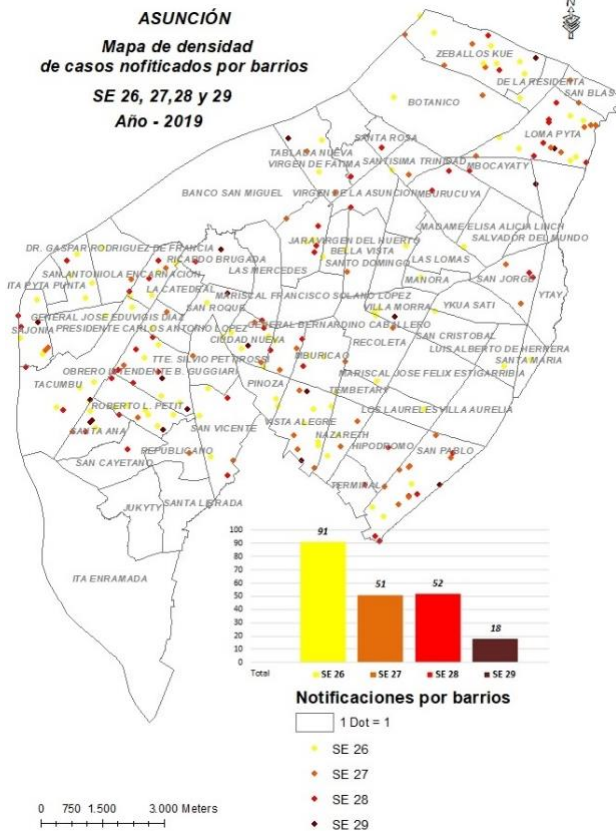 ASUNCIÓN
Mapa de densidad
de casos nofiticados por barrios
SE 26, 27,28 y 29
Año - 2019
N
ZEBALLOS KUE
DE LA RESIDENTA
SAN BLAS
BOTANICO
LOMA PYTA
SANTA ROSA
TABLADA NUEVA
SANTISIMA TRINIDAD
MBOCAYATY
VIRGEN DE FATIMA
BANCO SAN MIGUEL
VIRGEN DE LA ASUNCION
MBURUCUYA
MADAME ELISA ALICIA LINCH
SALVADOR DEL MUNDO
DR. GASPAR RODRIGUEZ DE FRANCIA
JARA
VIRGEN DEL HUERTO
BELLA VISTA
RICARDO BRUGADA
LAS MERCEDES
SANTO DOMINGO
LAS LOMAS
SAN ANTONIO
LA ENCARNACION
MANORA
SAN JORGE
ITA PYTA PUNTA
LA CATEDRAL
MARISCAL FRANCISCO SOLANO LOPEZ
YTAY
SAN ROQUE
VILLA MORRA
YKUA SATI
GENERAL JOSE EDUVIGIS DIAZ
SAJONIA
PRESIDENTE CARLOS ANTONIO LOPEZ
GENERAL BERNARDINO CABALLERO
CIUDAD NUEVA
RECOLETA
SAN CRISTOBAL
LUIS ALBERTO DE HERRERA
TTE. SILVIO PETTIROSSI
MBURICAO
SANTA MARIA
OBRERO INTENDENTE B. GUGGIARI
MARISCAL JOSE FELIX ESTIGARRIBIA
TACUMBU
PINOZA
TEMBETARY
ROBERTO L. PETIT
LOS LAURELES
VILLA AURELIA
SANTA ANA
SAN VICENTE
VISTA ALEGRE
NAZARETH
REPUBLICANO
HIPODROMO
SAN PABLO
SAN CAYETANO
TERMINAL
JUKYTY
SANTA LIBRADA
ITA ENRAMADA
100
90
80
70
60
50
40
30
20
10
0
91
51
52
18
Total
SE 26
SE 27
SE 28
SE 29
Notificaciones por barrios
1 Dot = 1
SE 26
SE 27
SE 28
SE 29
0 750 1.500 3.000 Meters